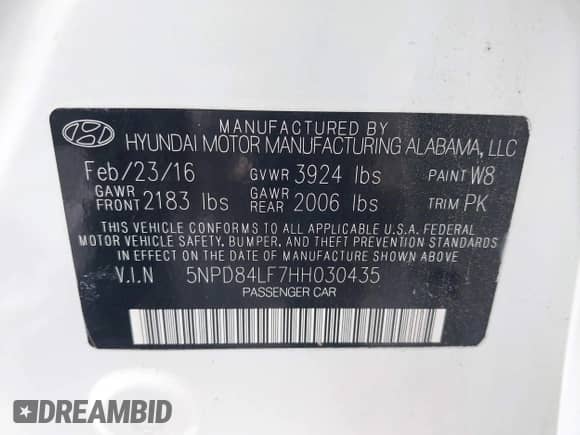 MANUFACTURED BY
HYUNDAI MOTOR MANUFACTURING ALABAMA, LLC
Feb/23/16 GVWR 3924 lbs PAINT W8
GAWR FRONT 2183 lbs GAWR REAR 2006 lbs TRIM PK
THIS VEHICLE CONFORMS TO ALL APPLICABLE U.S.A. FEDERAL
MOTOR VEHICLE SAFETY, BUMPER, AND THEFT PREVENTION STANDARDS
IN EFFECT ON THE DATE OF MANUFACTURE SHOWN ABOVE
V.I.N 5NPD84LF7HH030435
PASSENGER CAR
DREAMBID